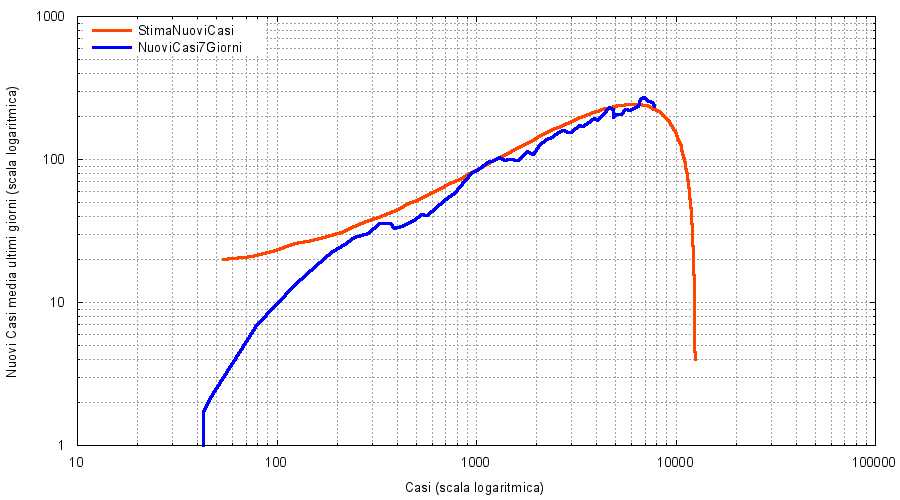 1000
StimaNuoviCasi
NuoviCasi7Giorni
100
10
1
Nuovi Casi media ultimi giorni (scala logaritmica)
10
100
1000
10000
100000
Casi (scala logaritmica)